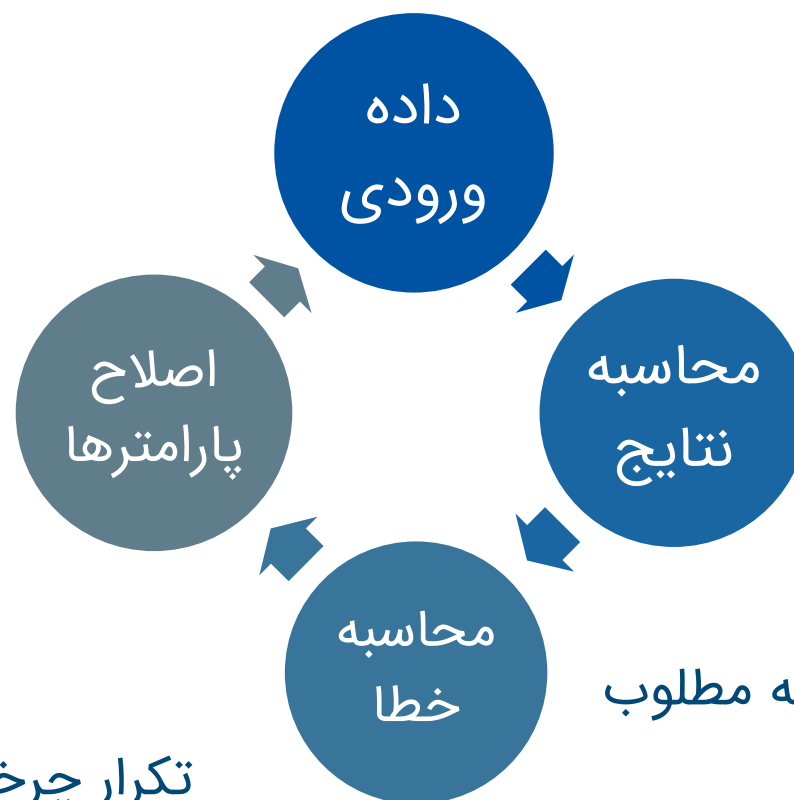 داده
ورودی
محاسبه
نتایج
محاسبه
خطا
اصلاح
پارامترها
مطلوب
تکرار